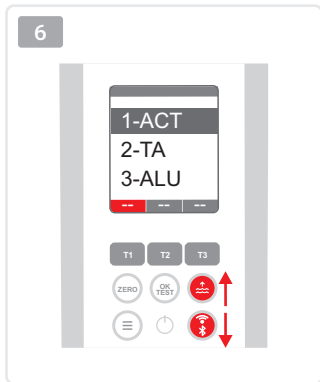 6
1-ACT
2-TA
3-ALU
-- -- --
T1 T2 T3
ZERO OK TEST